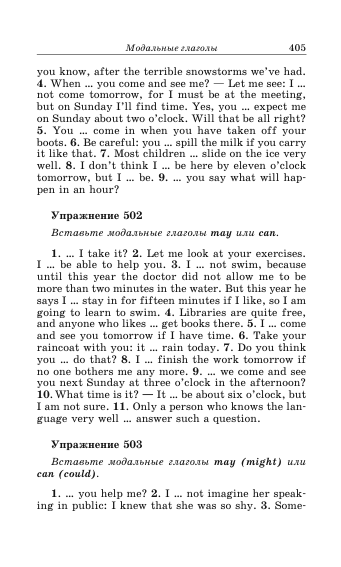 Модальные глаголы 405
you know, after the terrible snowstorms we've had.
4. When ... you come and see me? — Let me see: I ...
not come tomorrow, for I must be at the meeting,
but on Sunday I'll find time. Yes, you ... expect me
on Sunday about two o'clock. Will that be all right?
5. You ... come in when you have taken off your
boots. 6. Be careful: you ... spill the milk if you carry
it like that. 7. Most children ... slide on the ice very
well. 8. I don't think I ... be here by eleven o'clock
tomorrow, but I ... be. 9. ... you say what will hap-
pen in an hour?
Упражнение 502
Вставьте модальные глаголы may или can.
1. ... I take it? 2. Let me look at your exercises.
I ... be able to help you. 3. I ... not swim, because
until this year the doctor did not allow me to be
more than two minutes in the water. But this year he
says I ... stay in for fifteen minutes if I like, so I am
going to learn to swim. 4. Libraries are quite free,
and anyone who likes ... get books there. 5. I ... come
and see you tomorrow if I have time. 6. Take your
raincoat with you: it ... rain today. 7. Do you think
you ... do that? 8. I ... finish the work tomorrow if
no one bothers me any more. 9. ... we come and see
you next Sunday at three o'clock in the afternoon?
10. What time is it? — It ... be about six o'clock, but
I am not sure. 11. Only a person who knows the lan-
guage very well ... answer such a question.
Упражнение 503
Вставьте модальные глаголы may (might) или
can (could).
1. ... you help me? 2. I ... not imagine her speak-
ing in public: I knew that she was so shy. 3. Some-